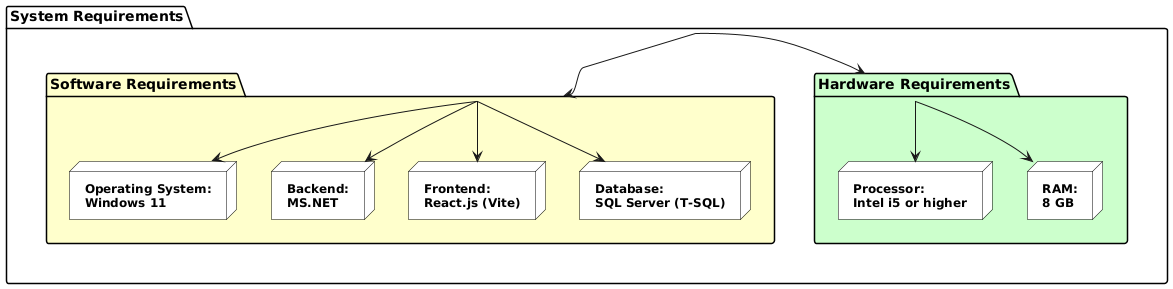 System Requirements
Software Requirements
Hardware Requirements
Operating System:
Windows 11
Backend:
MS.NET
Frontend:
React.js (Vite)
Database:
SQL Server (T-SQL)
Processor:
Intel i5 or higher
RAM:
8 GB